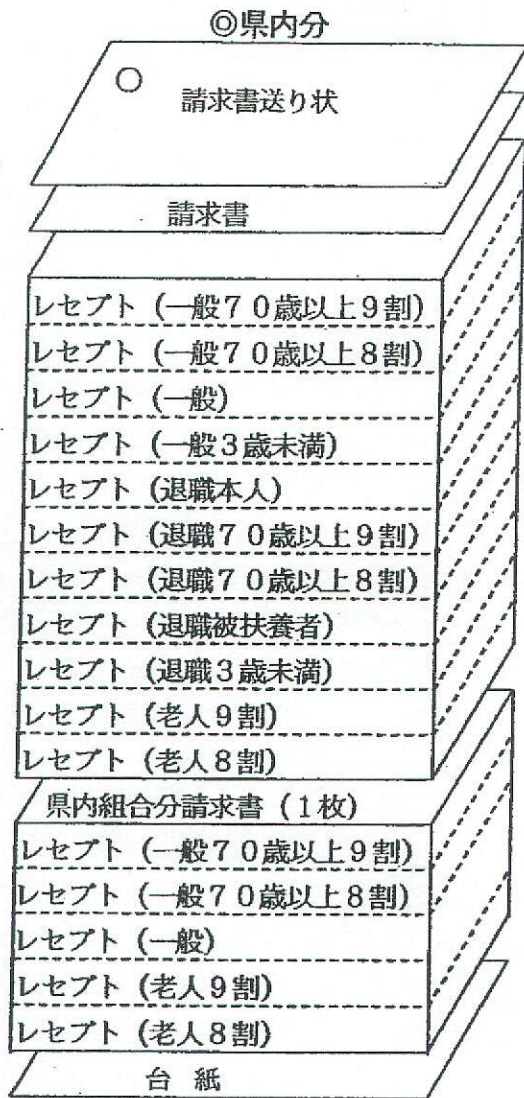 ◎県内分
請求書送り状
請求書
レセプト（一般７０歳以上９割）
レセプト（一般７０歳以上８割）
レセプト（一般）
レセプト（一般３歳未満）
レセプト（退職本人）
レセプト（退職７０歳以上９割）
レセプト（退職７０歳以上８割）
レセプト（退職被扶養者）
レセプト（退職３歳未満）
レセプト（老人９割）
レセプト（老人８割）
県内組合分請求書（１枚）
レセプト（一般７０歳以上９割）
レセプト（一般７０歳以上８割）
レセプト（一般）
レセプト（老人９割）
レセプト（老人８割）
台 紙